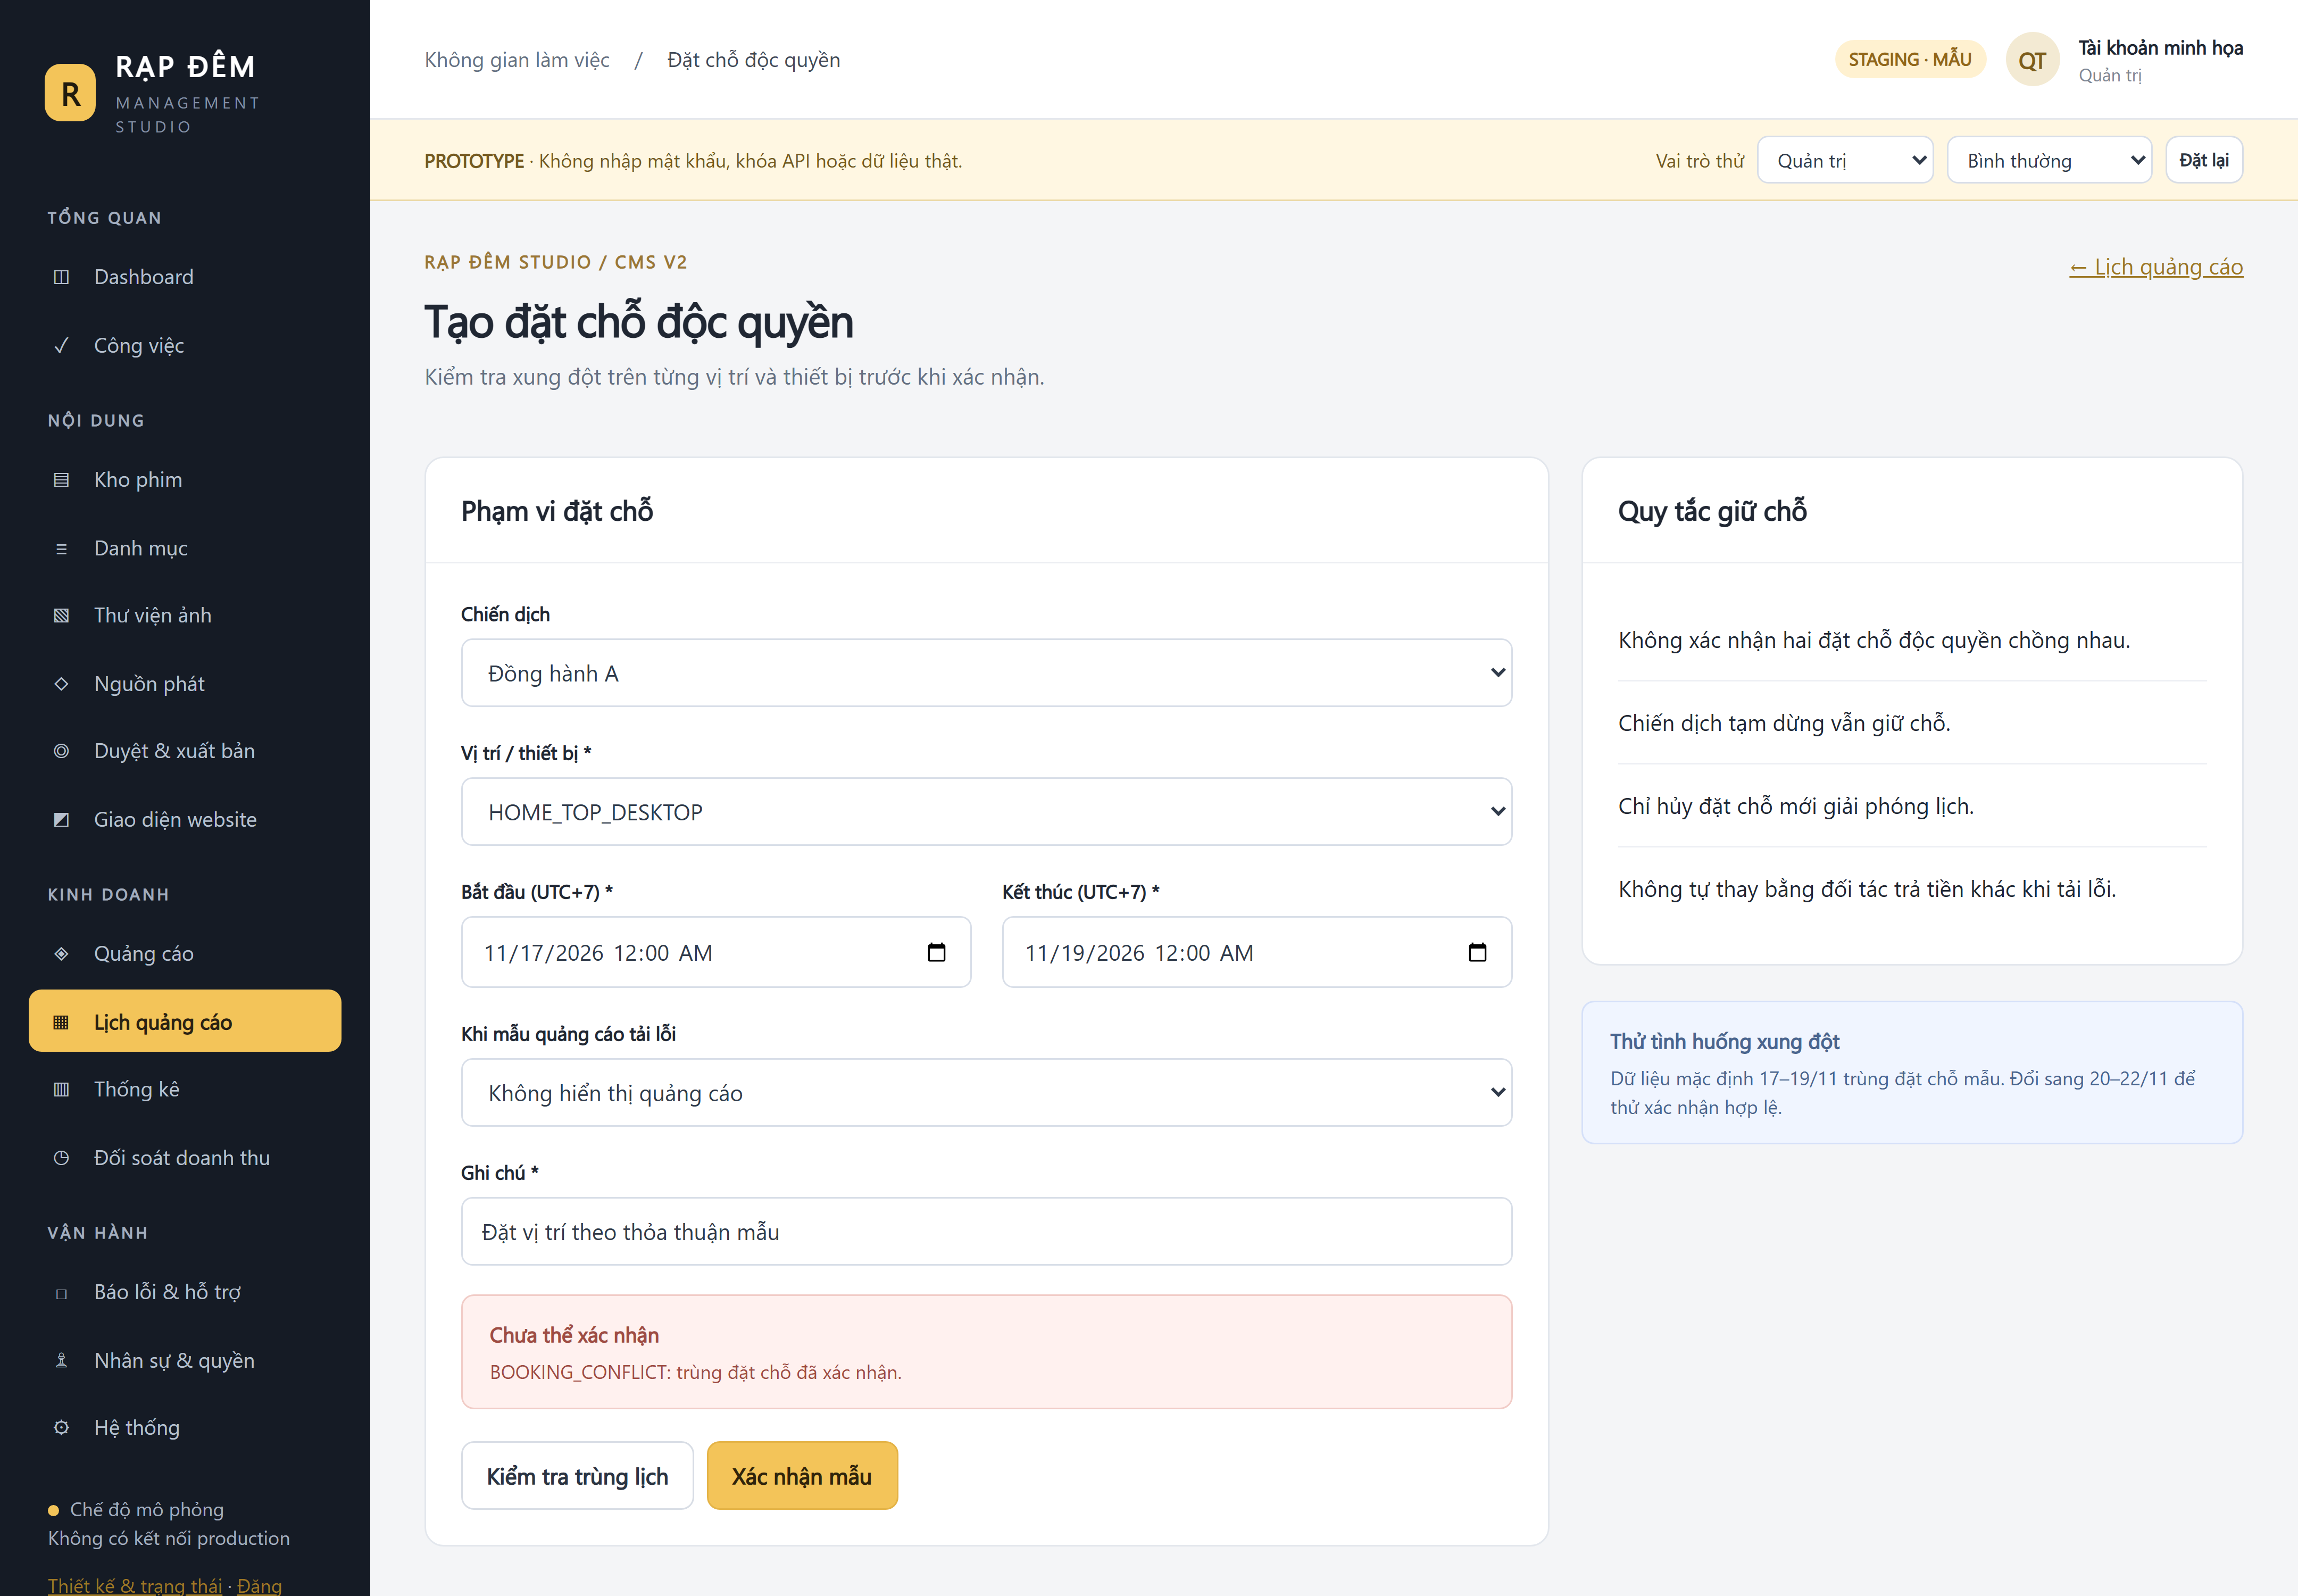 R
RẠP ĐÊM
MANAGEMENT
STUDIO
TỔNG QUAN
Dashboard
Công việc
NỘI DUNG
Kho phim
Danh mục
Thư viện ảnh
Nguồn phát
Duyệt & xuất bản
Giao diện website
KINH DOANH
Quảng cáo
Lịch quảng cáo
Thống kê
Đối soát doanh thu
VẬN HÀNH
Báo lỗi & hỗ trợ
Nhân sự & quyền
Hệ thống
Chế độ mô phỏng
Không có kết nối production
Thiết kế & trạng thái · Đăng
Không gian làm việc / Đặt chỗ độc quyền
STAGING · MẪU
QT
Tài khoản minh họa
Quản trị
PROTOTYPE · Không nhập mật khẩu, khóa API hoặc dữ liệu thật.
Vai trò thử
Quản trị
Bình thường
Đặt lại
RẠP ĐÊM STUDIO / CMS V2
← Lịch quảng cáo
Tạo đặt chỗ độc quyền
Kiểm tra xung đột trên từng vị trí và thiết bị trước khi xác nhận.
Phạm vi đặt chỗ
Chiến dịch
Đồng hành A
Vị trí / thiết bị *
HOME_TOP_DESKTOP
Bắt đầu (UTC+7) *
11/17/2026 12:00 AM
Kết thúc (UTC+7) *
11/19/2026 12:00 AM
Khi mẫu quảng cáo tải lỗi
Không hiển thị quảng cáo
Ghi chú *
Đặt vị trí theo thỏa thuận mẫu
Chưa thể xác nhận
BOOKING_CONFLICT: trùng đặt chỗ đã xác nhận.
Kiểm tra trùng lịch
Xác nhận mẫu
Quy tắc giữ chỗ
Không xác nhận hai đặt chỗ độc quyền chồng nhau.
Chiến dịch tạm dừng vẫn giữ chỗ.
Chỉ hủy đặt chỗ mới giải phóng lịch.
Không tự thay bằng đối tác trả tiền khác khi tải lỗi.
Thử tình huống xung đột
Dữ liệu mặc định 17–19/11 trùng đặt chỗ mẫu. Đổi sang 20–22/11 để
thử xác nhận hợp lệ.